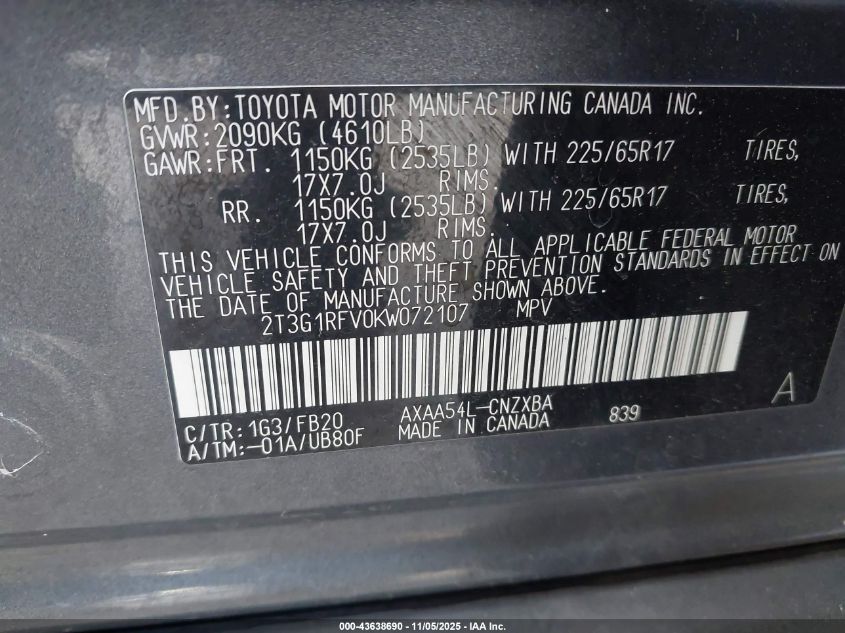 MFD.BY:TOYOTA MOTOR MANUFACTURING CANADA INC.
GVWR:2090KG (4610LB)
GAWR:FRT. 1150KG (2535LB) WITH 225/65R17 TIRES,
17X7.0J RIMS.
RR. 1150KG (2535LB) WITH 225/65R17 TIRES,
17X7.0J RIMS.
THIS VEHICLE CONFORMS TO ALL APPLICABLE FEDERAL MOTOR
VEHICLE SAFETY AND THEFT PREVENTION STANDARDS IN EFFECT ON
THE DATE OF MANUFACTURE SHOWN ABOVE.
2T3G1RFV0KW072107 MPV
C/TR:1G3/FB20 AXAA54L-CNZXBA 839 A
A/TM:-01A/UB80F MADE IN CANADA
000-43638690 - 11/05/2025 - IAA Inc.